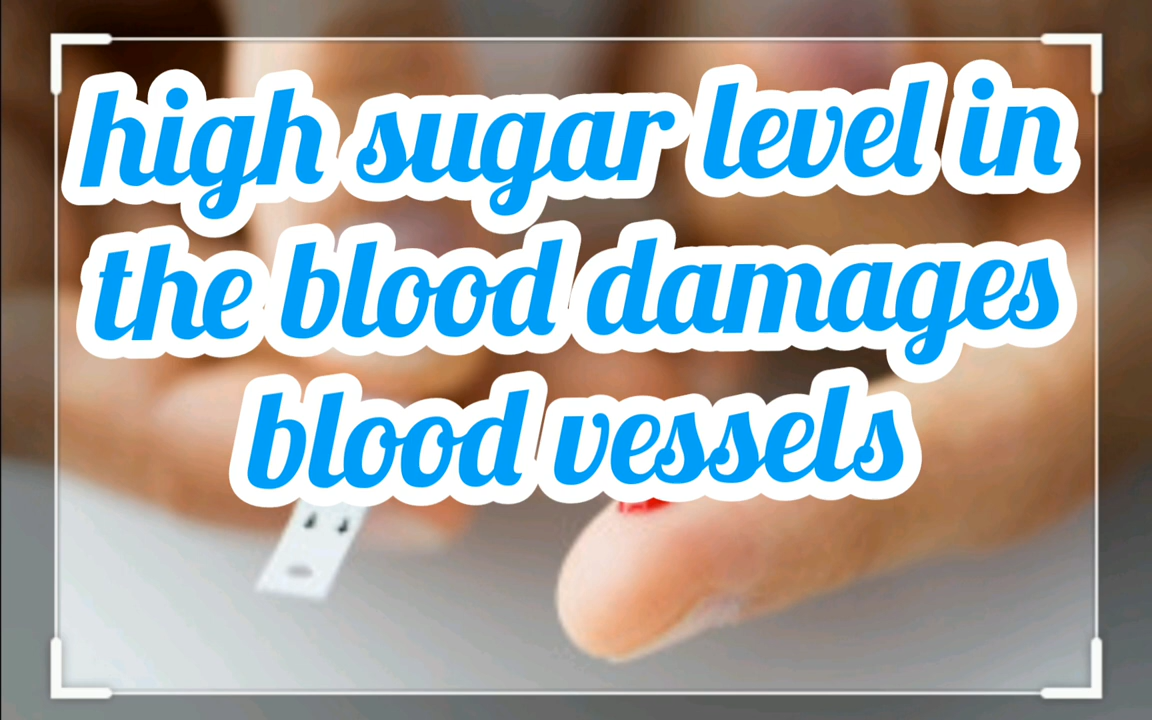 high sugar level in
the blood damages
blood vessels